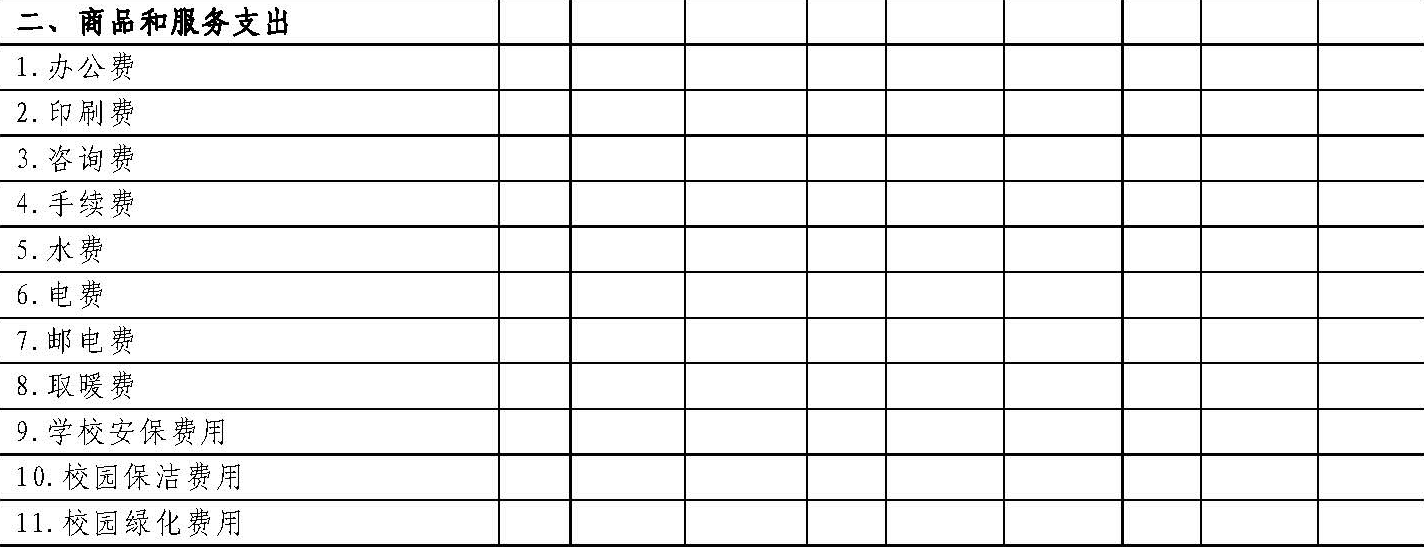 二、商品和服务支出
1.办公费
2.印刷费
3.咨询费
4.手续费
5.水费
6.电费
7.邮电费
8.取暖费
9.学校安保费用
10.校园保洁费用
11.校园绿化费用